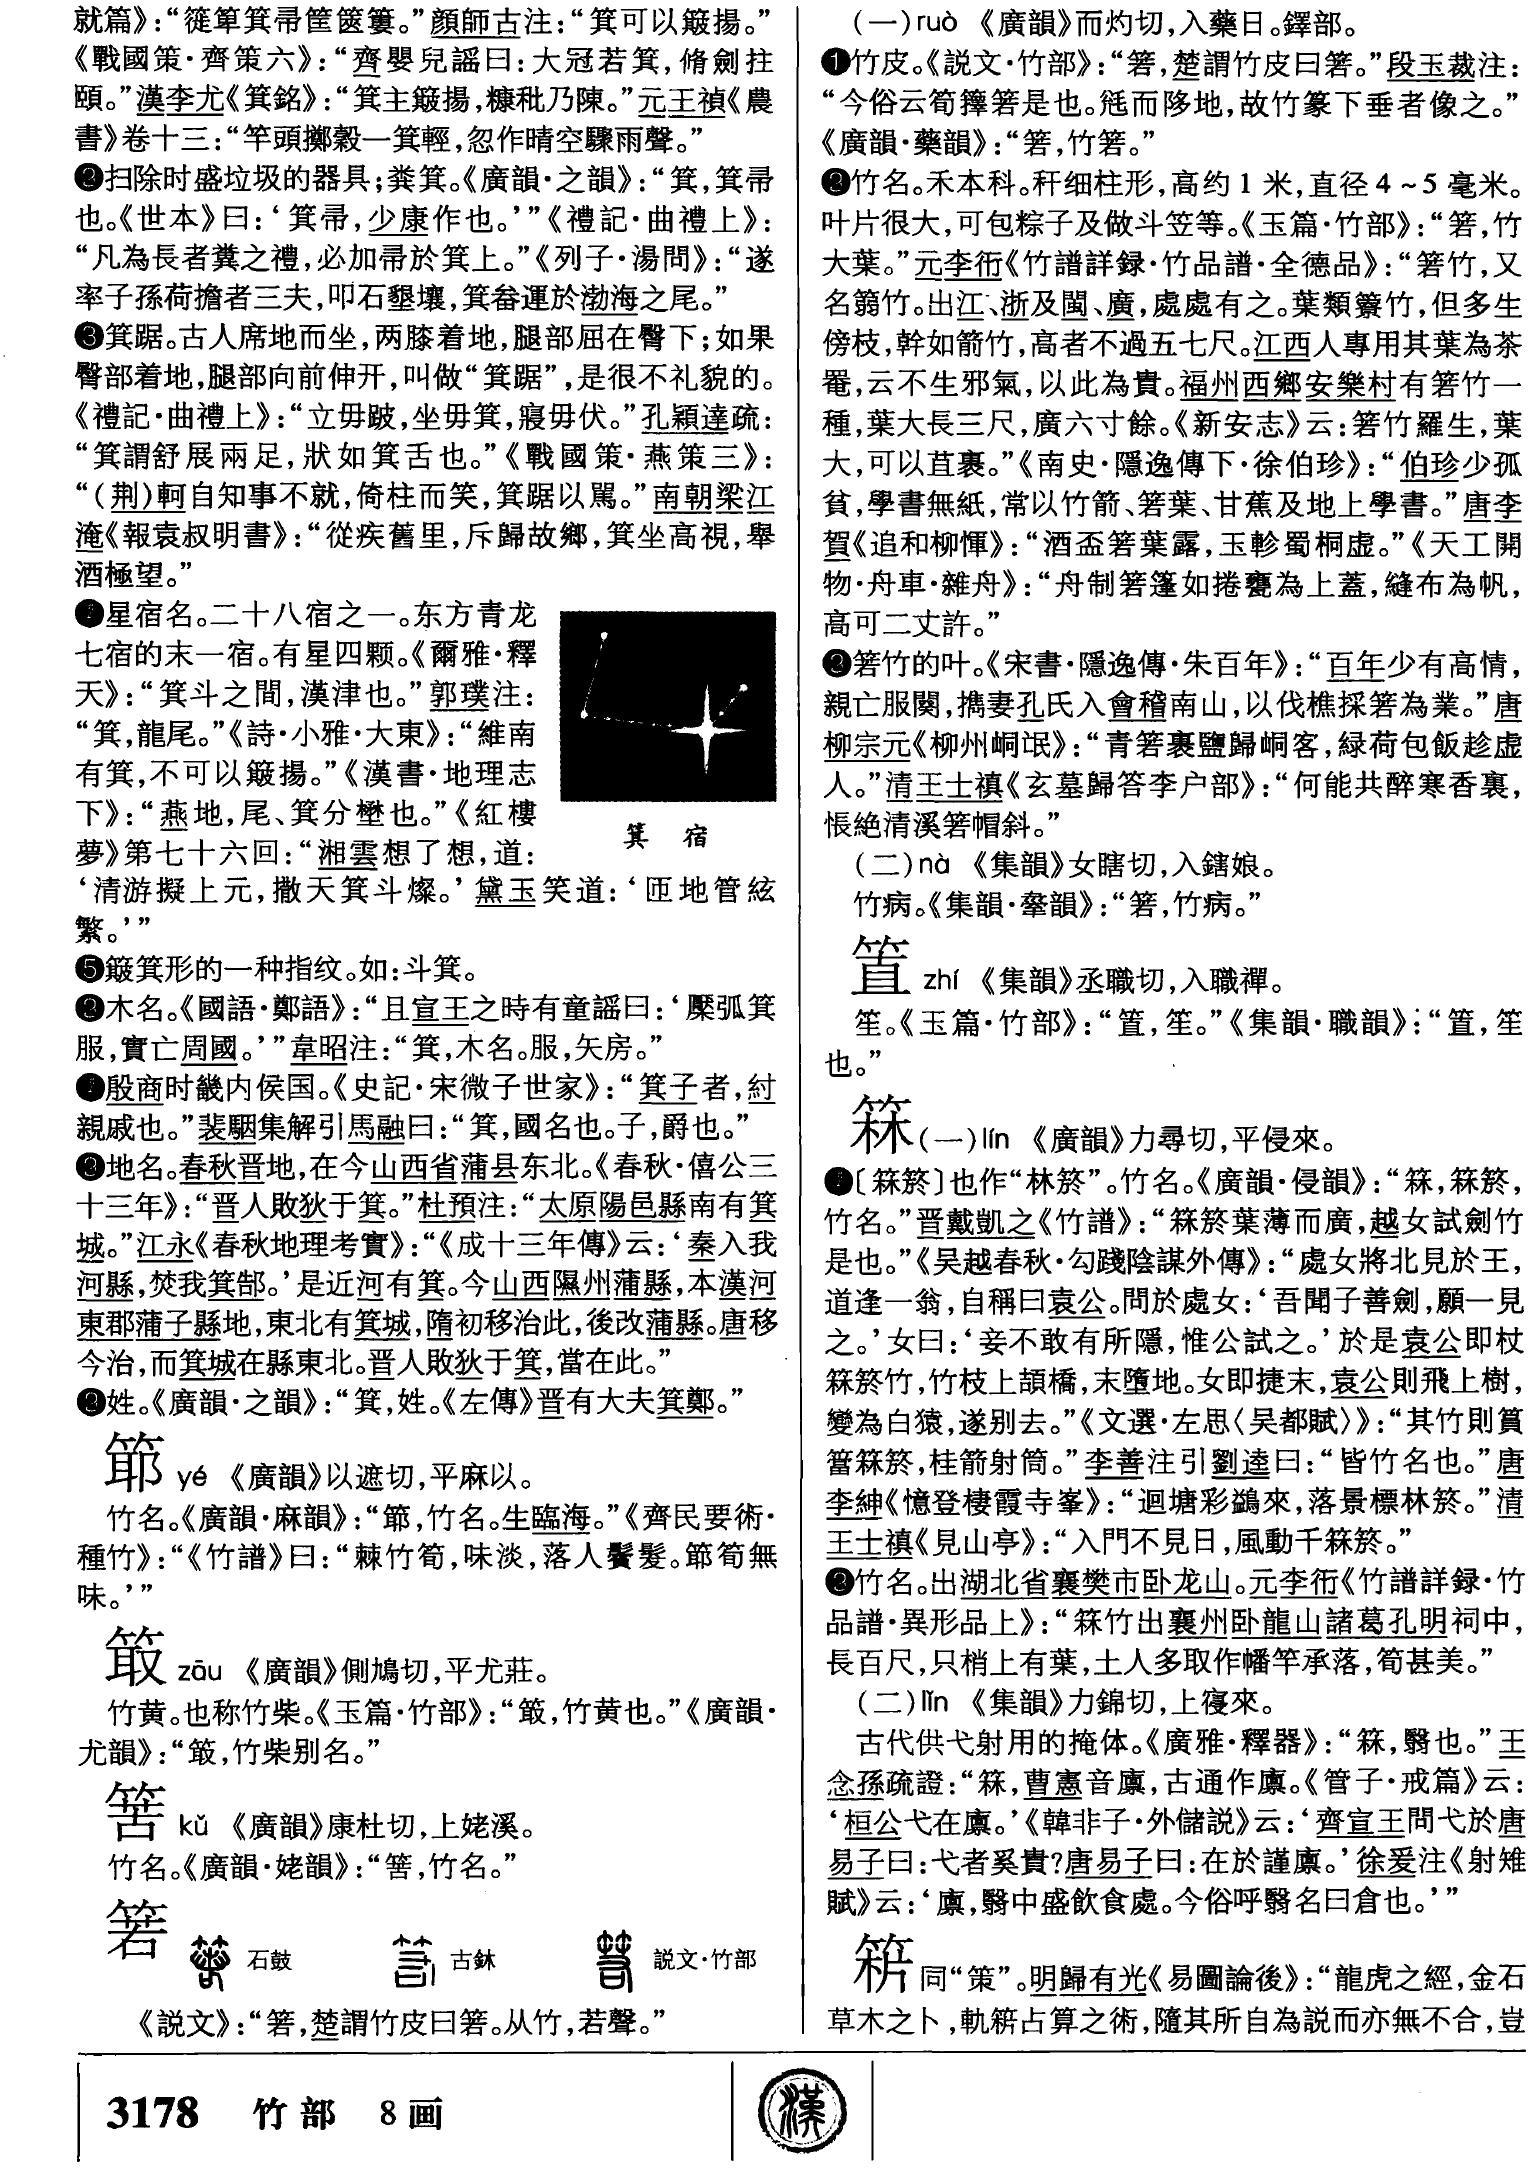 就篇》：“簁箄箕帚筐篋簍。”顔師古注：“箕可以簸揚。”
《戰國策·齊策六》：“齊嬰兒謡曰：大冠若箕，脩劍拄
頤。”漢李尤《箕銘》：“箕主簸揚，糠秕乃陳。”元王禎《農
書》卷十三：“竿頭擲穀一箕輕，忽作晴空驟雨聲。”
❷扫除时盛垃圾的器具；粪箕。《廣韻·之韻》：“箕，箕帚
也。《世本》曰：‘箕帚，少康作也。’”《禮記·曲禮上》：
“凡為長者糞之禮，必加帚於箕上。”《列子·湯問》：“遂
率子孫荷擔者三夫，叩石墾壤，箕畚運於渤海之尾。”
❸箕踞。古人席地而坐，两膝着地，腿部屈在臀下；如果
臀部着地，腿部向前伸开，叫做“箕踞”，是很不礼貌的。
《禮記·曲禮上》：“立毋跛，坐毋箕，寢毋伏。”孔穎達疏：
“箕謂舒展兩足，狀如箕舌也。”《戰國策·燕策三》：
“（荆）軻自知事不就，倚柱而笑，箕踞以駡。”南朝梁江
淹《報袁叔明書》：“從疾舊里，斥歸故鄉，箕坐高視，舉
酒極望。”
❹星宿名。二十八宿之一。东方青龙
七宿的末一宿。有星四颗。《爾雅·釋
天》：“箕斗之間，漢津也。”郭璞注：
“箕，龍尾。”《詩·小雅·大東》：“維南
有箕，不可以簸揚。”《漢書·地理志
下》：“燕地，尾、箕分壄也。”《紅樓
夢》第七十六回：“湘雲想了想，道：
‘清游擬上元，撒天箕斗燦。’黛玉笑道：‘匝地管絃
繁。’”
箕 宿
❺簸箕形的一种指纹。如：斗箕。
❷木名。《國語·鄭語》：“且宣王之時有童謡曰：‘檿弧箕
服，實亡周國。’”韋昭注：“箕，木名。服，矢房。”
❶殷商时畿内侯国。《史記·宋微子世家》：“箕子者，紂
親戚也。”裴駰集解引馬融曰：“箕，國名也。子，爵也。”
❷地名。春秋晋地，在今山西省蒲县东北。《春秋·僖公三
十三年》：“晋人敗狄于箕。”杜預注：“太原陽邑縣南有箕
城。”江永《春秋地理考實》：“《成十三年傳》云：‘秦入我
河縣，焚我箕郜。’是近河有箕。今山西隰州蒲縣，本漢河
東郡蒲子縣地，東北有箕城，隋初移治此，後改蒲縣。唐移
今治，而箕城在縣東北。晋人敗狄于箕，當在此。”
❷姓。《廣韻·之韻》：“箕，姓。《左傳》晋有大夫箕鄭。”
䈎 yé 《廣韻》以遮切，平麻以。
竹名。《廣韻·麻韻》：“，竹名。生臨海。”《齊民要術·
種竹》：“《竹譜》曰：“棘竹筍，味淡，落人鬢髮。筍無
味。’”
箃 zōu 《廣韻》側鳩切，平尤莊。
竹黄。也称竹柴。《玉篇·竹部》：“箃，竹黄也。”《廣韻·
尤韻》：“箃，竹柴别名。”
筶 kǔ 《廣韻》康杜切，上姥溪。
竹名。《廣韻·姥韻》：“，竹名。”
箬 石鼓 古鉥 説文·竹部
《説文》：“箬，楚謂竹皮曰箬。从竹，若聲。”
（一）ruò 《廣韻》而灼切，入藥日。鐸部。
❶竹皮。《説文·竹部》：“箬，楚謂竹皮曰箬。”段玉裁注：
“今俗云筍籜箬是也。毨而陊地，故竹篆下垂者像之。”
《廣韻·藥韻》：“箬，竹箬。”
❷竹名。禾本科。秆细柱形，高约1米，直径4～5毫米。
叶片很大，可包粽子及做斗笠等。《玉篇·竹部》：“箬，竹
大葉。”元李衎《竹譜詳録·竹品譜·全德品》：“箬竹，又
名篛竹。出江、浙及閩、廣，處處有之。葉類簝竹，但多生
傍枝，幹如箭竹，高者不過五七尺。江西人專用其葉為茶
罨，云不生邪氣，以此為貴。福州西鄉安樂村有箬竹一
種，葉大長三尺，廣六寸餘。《新安志》云：箬竹羅生，葉
大，可以苴裹。”《南史·隱逸傳下·徐伯珍》：“伯珍少孤
貧，學書無紙，常以竹箭、箬葉、甘蕉及地上學書。”唐李
賀《追和柳惲》：“酒盃箬葉露，玉軫蜀桐虚。”《天工開
物·舟車·雜舟》：“舟制箬篷如捲甕為上蓋，縫布為帆，
高可二丈許。”
❸箬竹的叶。《宋書·隱逸傳·朱百年》：“百年少有高情，
親亡服闋，擕妻孔氏入會稽南山，以伐樵採箬為業。”唐
柳宗元《柳州峒氓》：“青箬裹鹽歸峒客，緑荷包飯趁虚
人。”清王士禛《玄墓歸答李户部》：“何能共醉寒香裏，
悵絶清溪箬帽斜。”
（二）nà 《集韻》女瞎切，入鎋娘。
竹病。《集韻·舝韻》：“箬，竹病。”
䈜 zhí 《集韻》丞職切，入職禪。
笙。《玉篇·竹部》：“，笙。”《集韻·職韻》：“，笙
也。”
箖（一）lín 《廣韻》力尋切，平侵來。
❶〔箖箊〕也作“林箊”。竹名。《廣韻·侵韻》：“箖，箖箊，
竹名。”晋戴凱之《竹譜》：“箖箊葉薄而廣，越女試劍竹
是也。”《吴越春秋·勾踐陰謀外傳》：“處女將北見於王，
道逢一翁，自稱曰袁公。問於處女：‘吾聞子善劍，願一見
之。’女曰：‘妾不敢有所隱，惟公試之。’於是袁公即杖
箖箊竹，竹枝上頡橋，末墮地。女即捷末，袁公則飛上樹，
變為白猿，遂别去。”《文選·左思〈吴都賦〉》：“其竹則篔
簹箖箊，桂箭射筒。”李善注引劉逵曰：“皆竹名也。”唐
李紳《憶登棲霞寺峯》：“迴塘彩鷁來，落景標林箊。”清
王士禛《見山亭》：“入門不見日，風動千箖箊。”
❷竹名。出湖北省襄樊市卧龙山。元李衎《竹譜詳録·竹
品譜·異形品上》：“箖竹出襄州卧龍山諸葛孔明祠中，
長百尺，只梢上有葉，土人多取作幡竿承落，筍甚美。”
（二）lǐn 《集韻》力錦切，上寑來。
古代供弋射用的掩体。《廣雅·釋器》：“箖，翳也。”王
念孫疏證：“箖，曹憲音廩，古通作廩。《管子·戒篇》云：
‘桓公弋在廩。’《韓非子·外儲説》云：‘齊宣王問弋於唐
易子曰：弋者奚貴？唐易子曰：在於謹廩。’徐爰注《射雉
賦》云：‘廩，翳中盛飲食處。今俗呼翳名曰倉也。’”
䇲 同“策”。明歸有光《易圖論後》：“龍虎之經，金石
草木之卜，軌占算之術，隨其所自為説而亦無不合，豈
3178 竹部 8画
漢